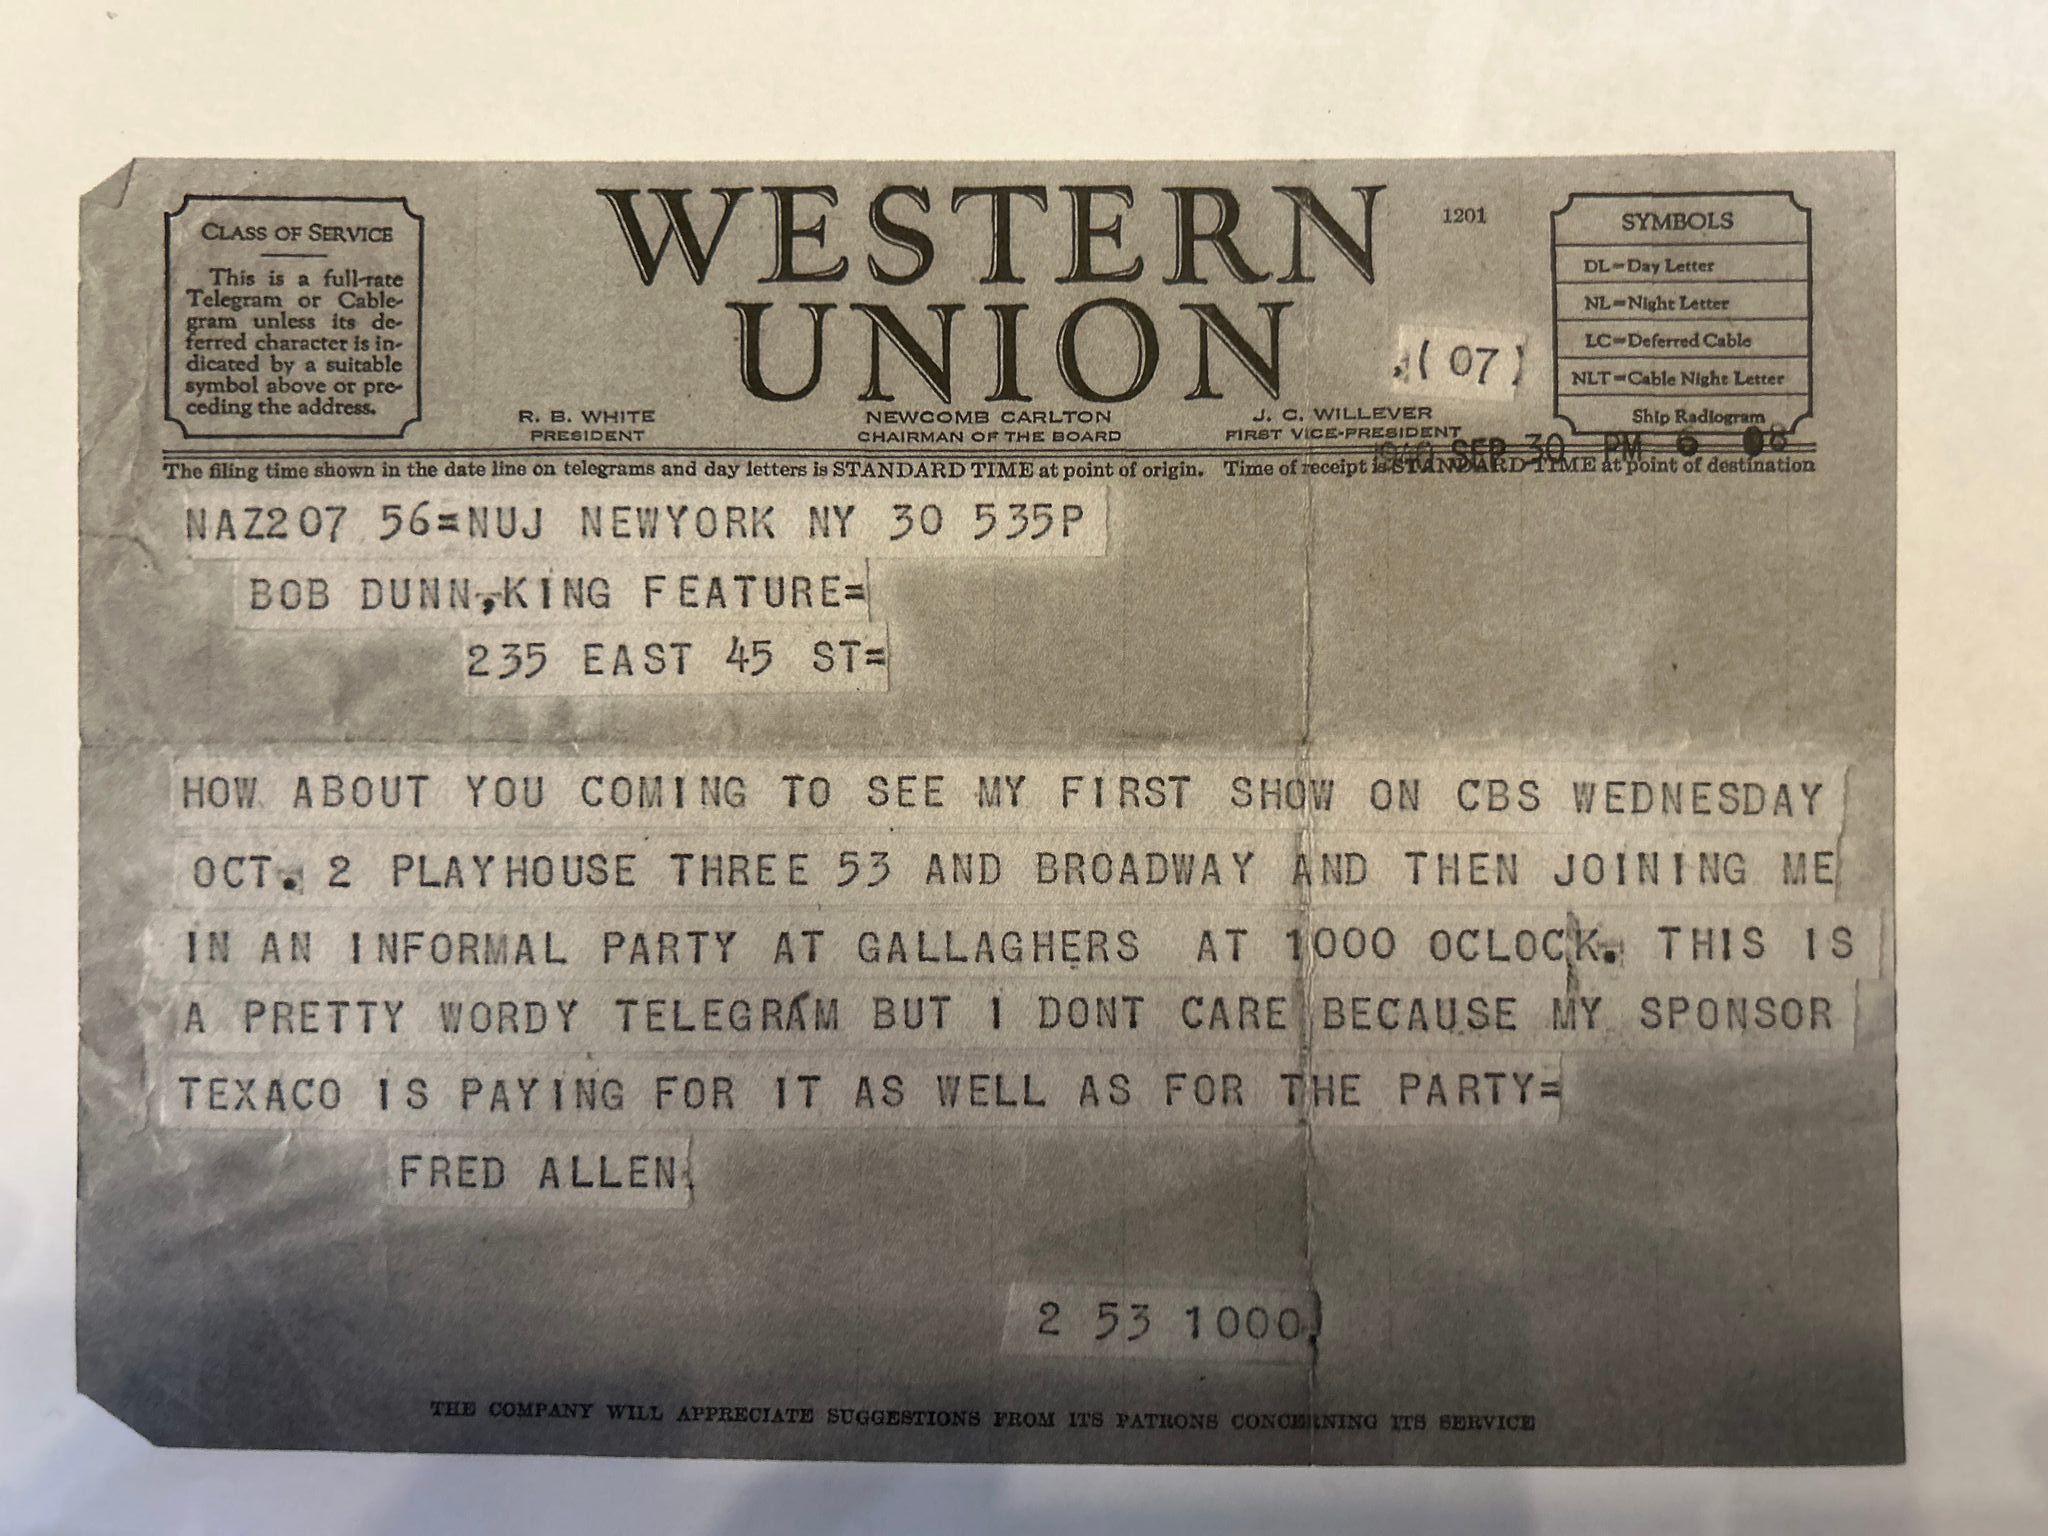 CLASS OF SERVICE
This is a full-rate
Telegram or Cable-
gram unless its de-
ferred character is in-
dicated by a suitable
symbol above or pre-
ceding the address.
WESTERN
UNION
1201
(07)
R. B. WHITE
PRESIDENT
NEWCOMB CARLTON
CHAIRMAN OF THE BOARD
J. C. WILLEVER
FIRST VICE-PRESIDENT
SYMBOLS
DL=Day Letter
NL=Night Letter
LC=Deferred Cable
NLT=Cable Night Letter
Ship Radiogram
1940 SEP 30 PM 6 08
The filing time shown in the date line on telegrams and day letters is STANDARD TIME at point of origin. Time of receipt is STANDARD TIME at point of destination
NAZ207 56=NUJ NEWYORK NY 30 535P
BOB DUNN,KING FEATURE=
235 EAST 45 ST=
HOW ABOUT YOU COMING TO SEE MY FIRST SHOW ON CBS WEDNESDAY
OCT. 2 PLAYHOUSE THREE 53 AND BROADWAY AND THEN JOINING ME
IN AN INFORMAL PARTY AT GALLAGHERS AT 1000 OCLOCK. THIS IS
A PRETTY WORDY TELEGRAM BUT I DONT CARE BECAUSE MY SPONSOR
TEXACO IS PAYING FOR IT AS WELL AS FOR THE PARTY=
FRED ALLEN
2 53 1000
THE COMPANY WILL APPRECIATE SUGGESTIONS FROM ITS PATRONS CONCERNING ITS SERVICE